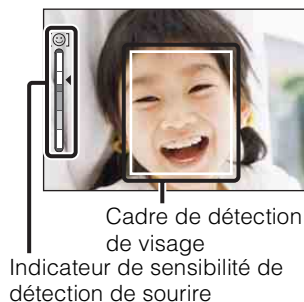 Cadre de détection
de visage
Indicateur de sensibilité de
détection de sourire